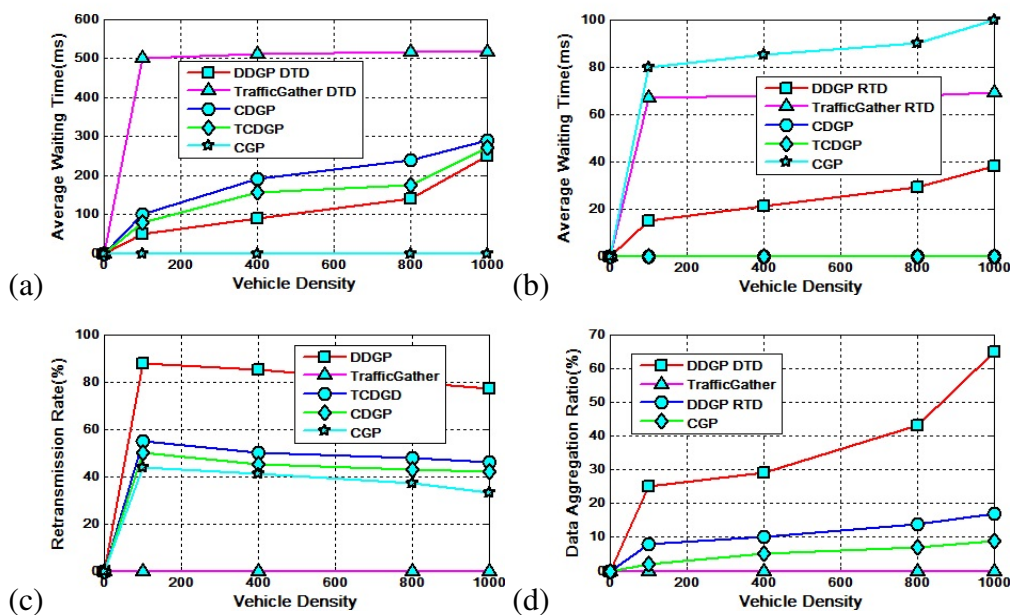 600
500
400
300
200
100
0
0 200 400 600 800 1000
Average Waiting Time(ms)
Vehicle Density
DDGP DTD
TrafficGather DTD
CDGP
TCDGP
CGP
(a)
100
80
60
40
20
0
0 200 400 600 800 1000
Average Waiting Time(ms)
Vehicle Density
DDGP RTD
TrafficGather RTD
CDGP
TCDGP
CGP
(b)
100
80
60
40
20
0
0 200 400 600 800 1000
Retransmission Rate(%)
Vehicle Density
DDGP
TrafficGather
TCDGD
CDGP
CGP
(c)
70
60
50
40
30
20
10
0
0 200 400 600 800 1000
Data Aggregation Ratio(%)
Vehicle Density
DDGP DTD
TrafficGather
DDGP RTD
CGP
(d)